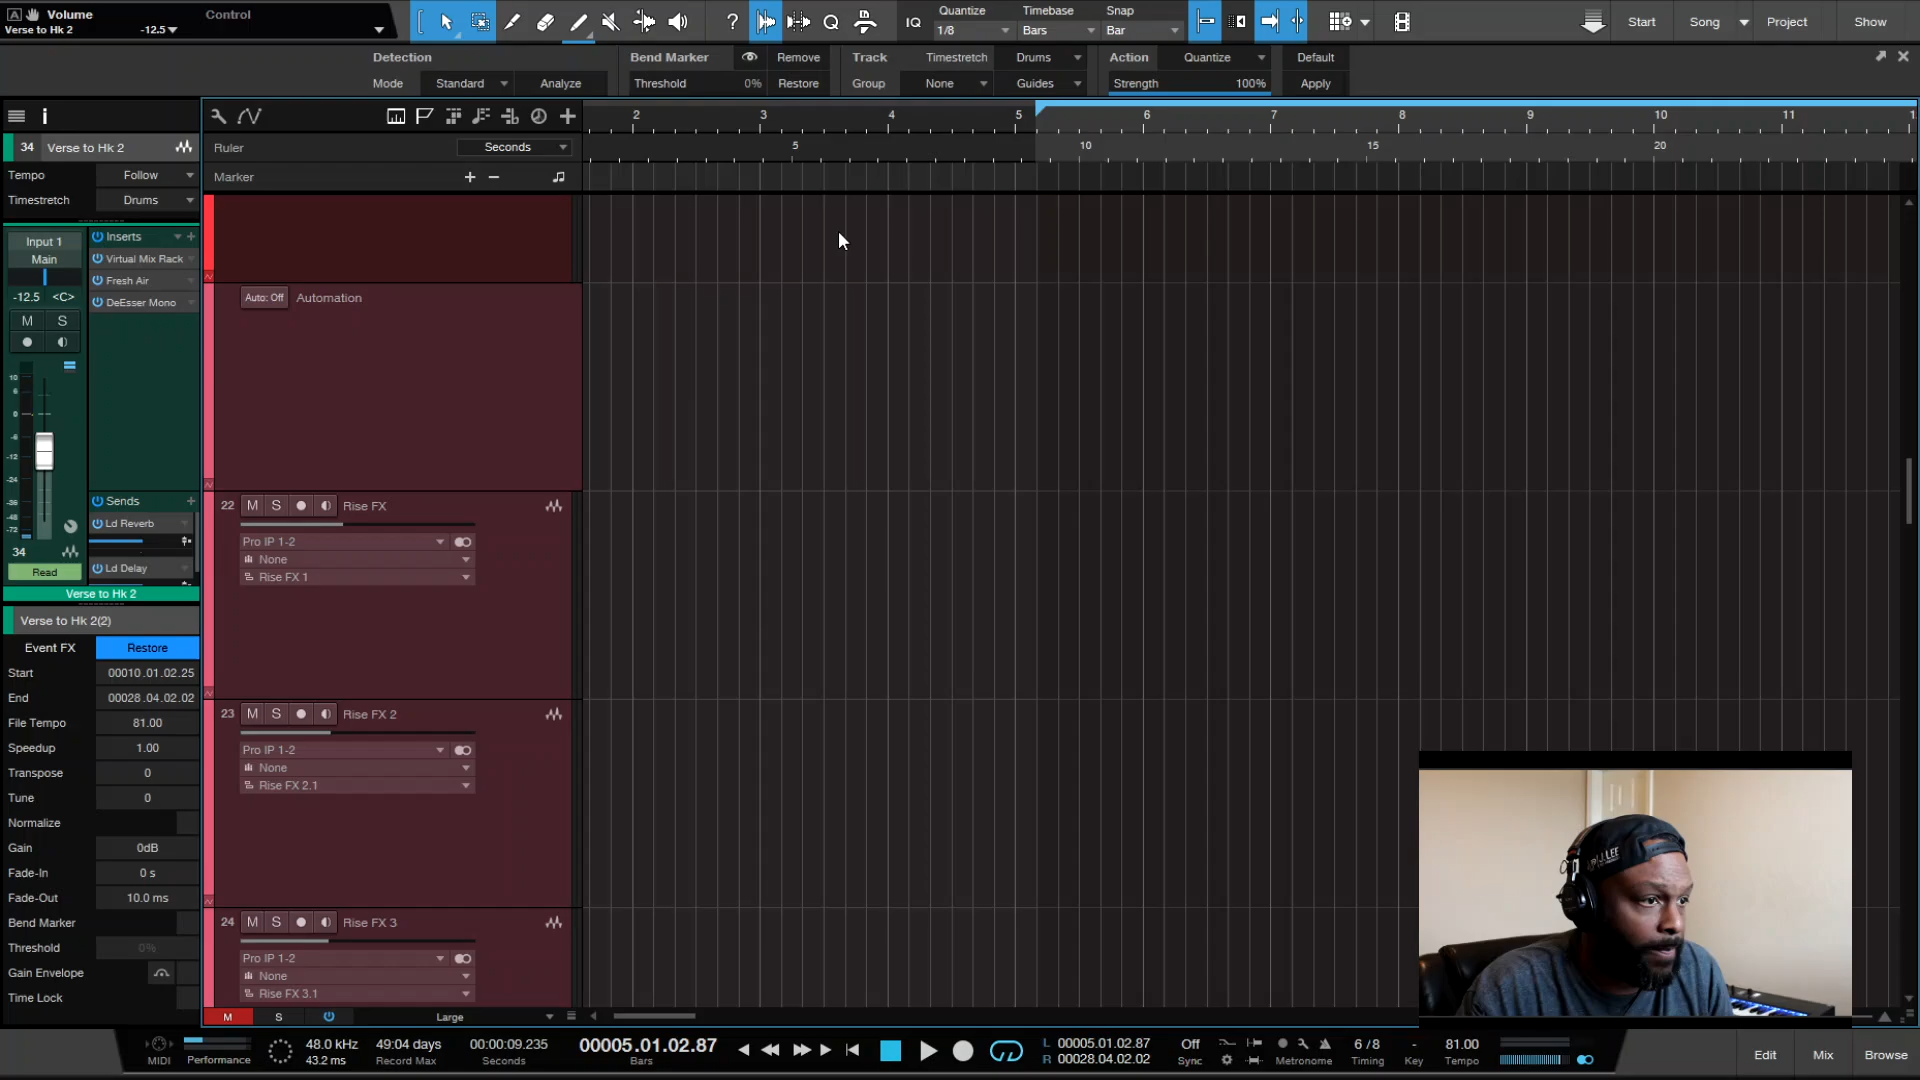 Volume
Control
Verse to Hk 2
-12.5
IQ
Quantize
1/8
Timebase
Bars
Snap
Bar
Start
Song
Project
Show
Detection
Mode
Standard
Analyze
Bend Marker
Remove
Threshold
0%
Restore
Track
Timestretch
Drums
Group
None
Guides
Action
Quantize
Strength
100%
Default
Apply
34
Verse to Hk 2
Tempo
Follow
Timestretch
Drums
Ruler
Seconds
Marker
2
3
4
5
6
7
8
9
10
11
5
10
15
20
Input 1
Main
-12.5
<C>
M
S
10
6
0
-6
-12
-24
-36
-48
-72
34
Read
Inserts
Virtual Mix Rack
Fresh Air
DeEsser Mono
Sends
Ld Reverb
Ld Delay
Verse to Hk 2
Verse to Hk 2(2)
Event FX
Restore
Start
00010.01.02.25
End
00028.04.02.02
File Tempo
81.00
Speedup
1.00
Transpose
0
Tune
0
Normalize
Gain
0dB
Fade-In
0 s
Fade-Out
10.0 ms
Bend Marker
Threshold
0%
Gain Envelope
Time Lock
Auto: Off
Automation
22
M
S
Rise FX
Pro IP 1-2
None
Rise FX 1
23
M
S
Rise FX 2
Pro IP 1-2
None
Rise FX 2.1
24
M
S
Rise FX 3
Pro IP 1-2
None
Rise FX 3.1
M
S
Large
MIDI
Performance
48.0 kHz
43.2 ms
49:04 days
Record Max
00:00:09.235
Seconds
00005.01.02.87
Bars
L 00005.01.02.87
R 00028.04.02.02
Off
Sync
Metronome
6 / 8
Timing
-
Key
81.00
Tempo
Edit
Mix
Browse